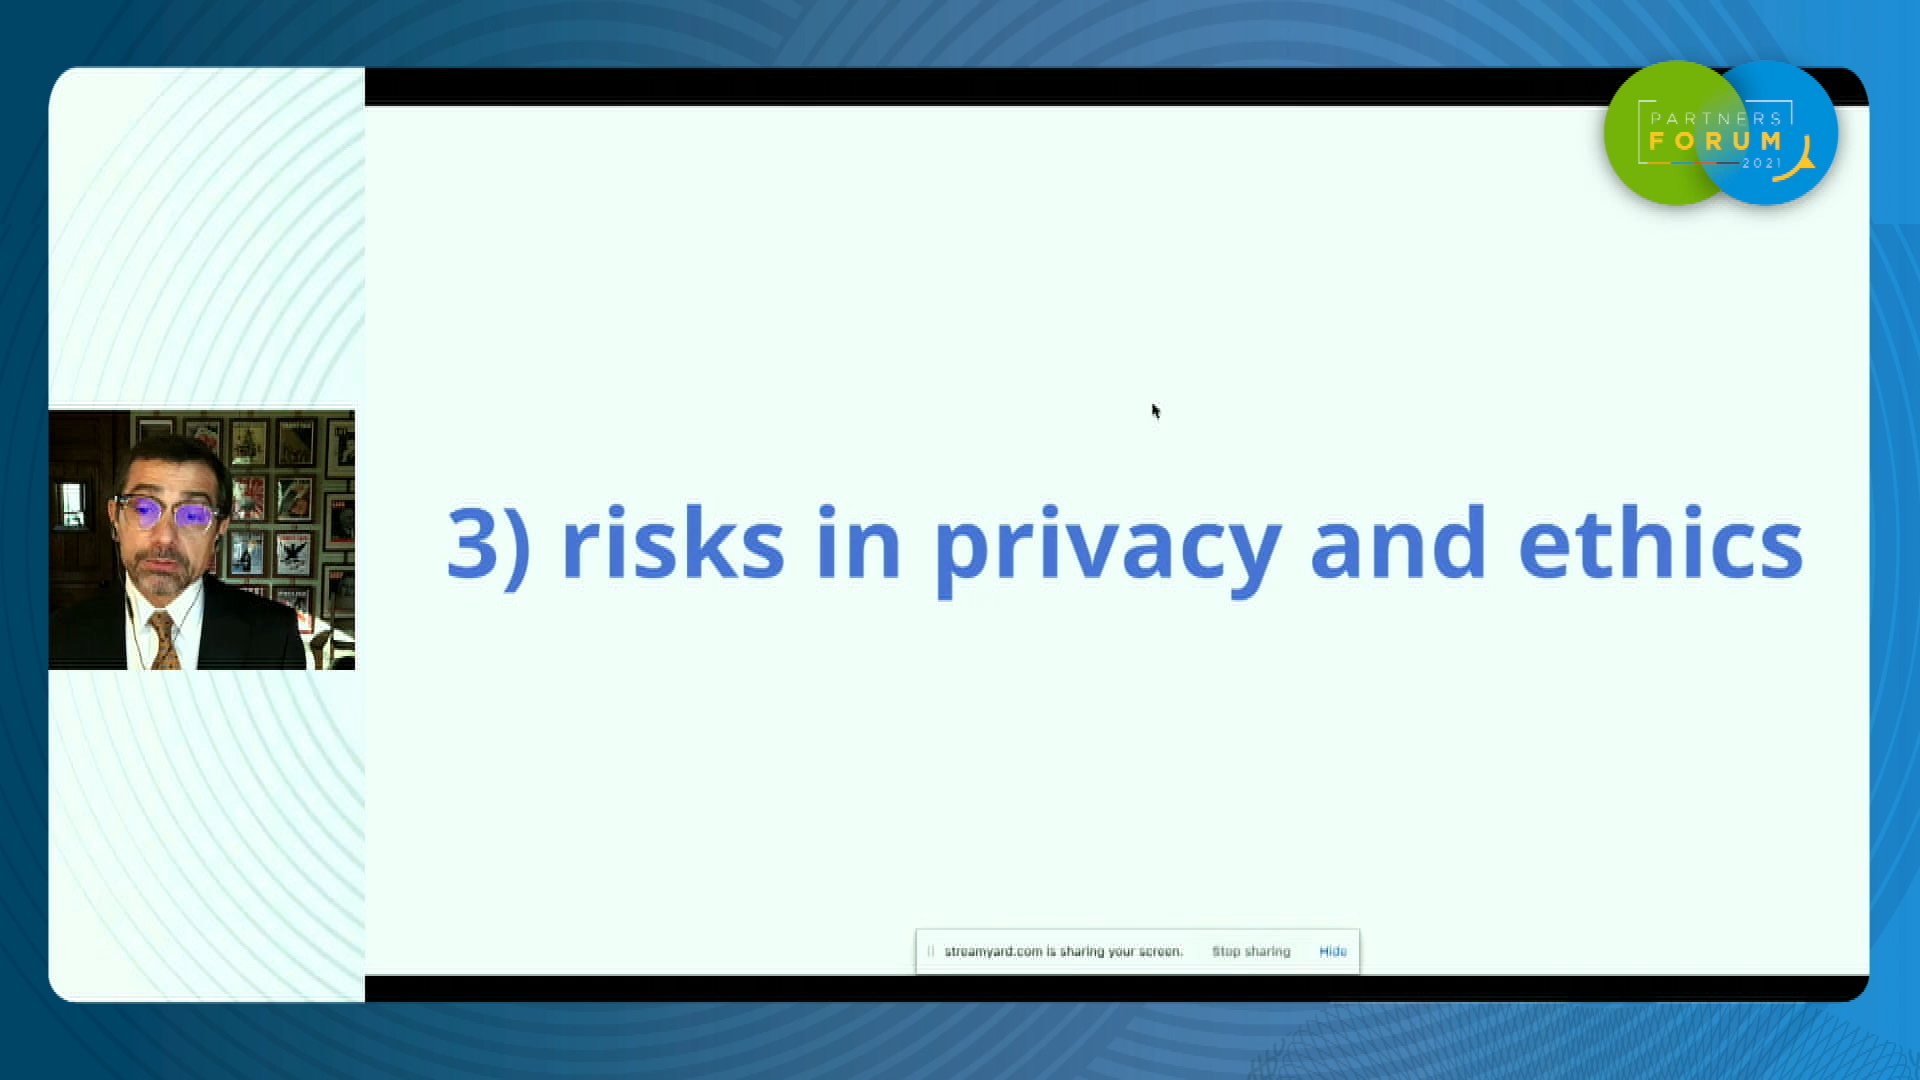 PARTNERS
FORUM
2021
3) risks in privacy and ethics
streamyard.com is sharing your screen. Stop sharing Hide